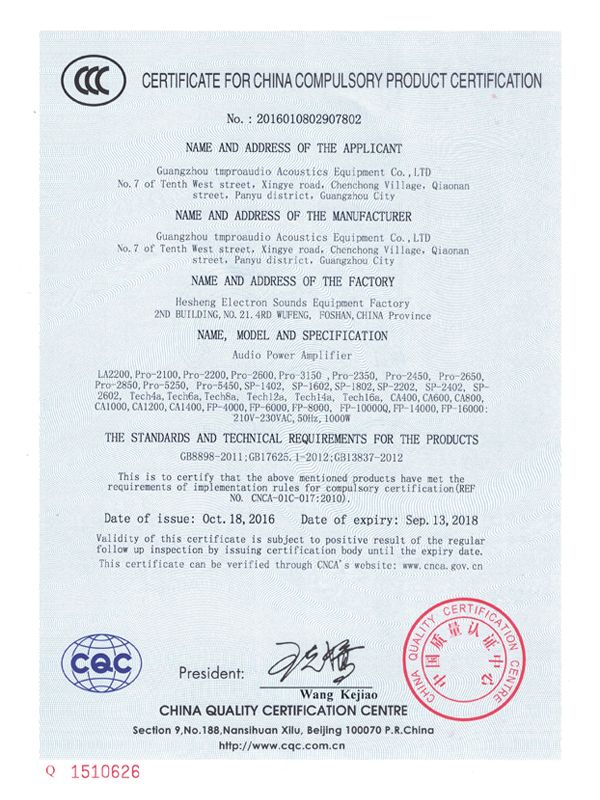 CCC
CERTIFICATE FOR CHINA COMPULSORY PRODUCT CERTIFICATION
No. : 2016010802907802
NAME AND ADDRESS OF THE APPLICANT
Guangzhou tmproaudio Acoustics Equipment Co.,LTD
No.7 of Tenth West street, Xingye road, Chenchong Village, Qiaonan
street, Panyu district, Guangzhou City
NAME AND ADDRESS OF THE MANUFACTURER
Guangzhou tmproaudio Acoustics Equipment Co.,LTD
No.7 of Tenth West street, Xingye road, Chenchong Village, Qiaonan
street, Panyu district, Guangzhou City
NAME AND ADDRESS OF THE FACTORY
Hesheng Electron Sounds Equipment Factory
2ND BUILDING,NO.21.4RD WUFENG, FOSHAN,CHINA Province
NAME, MODEL AND SPECIFICATION
Audio Power Amplifier
LA2200,Pro-2100,Pro-2200,Pro-2600,Pro-3150 ,Pro-2350, Pro-2450, Pro-2650,
Pro-2850,Pro-5250, Pro-5450,SP-1402, SP-1602,SP-1802,SP-2202, SP-2402, SP-
2602, Tech4a,Tech6a,Tech8a, Tech12a, Tech14a, Tech16a, CA400,CA600,CA800,
CA1000,CA1200,CA1400,FP-4000,FP-6000,FP-8000, FP-10000Q,FP-14000,FP-16000:
210V-230VAC,50Hz,1000W
THE STANDARDS AND TECHNICAL REQUIREMENTS FOR THE PRODUCTS
GB8898-2011;GB17625.1-2012;GB13837-2012
This is to certify that the above mentioned products have met the
requirements of implementation rules for compulsory certification(REF
NO. CNCA-01C-017:2010).
Date of issue: Oct.18,2016 Date of expiry: Sep.13,2018
Validity of this certificate is subject to positive result of the regular
follow up inspection by issuing certification body until the expiry date.
This certificate can be verified through CNCA's website: www.cnca.gov.cn
CQC
President:
Wang Kejiao
CHINA QUALITY CERTIFICATION CENTRE
中国质量认证中心
CHINA QUALITY CERTIFICATION CENTRE
Section 9,No.188,Nansihuan Xilu, Beijing 100070 P.R.China
http://www.cqc.com.cn
Q 1510626